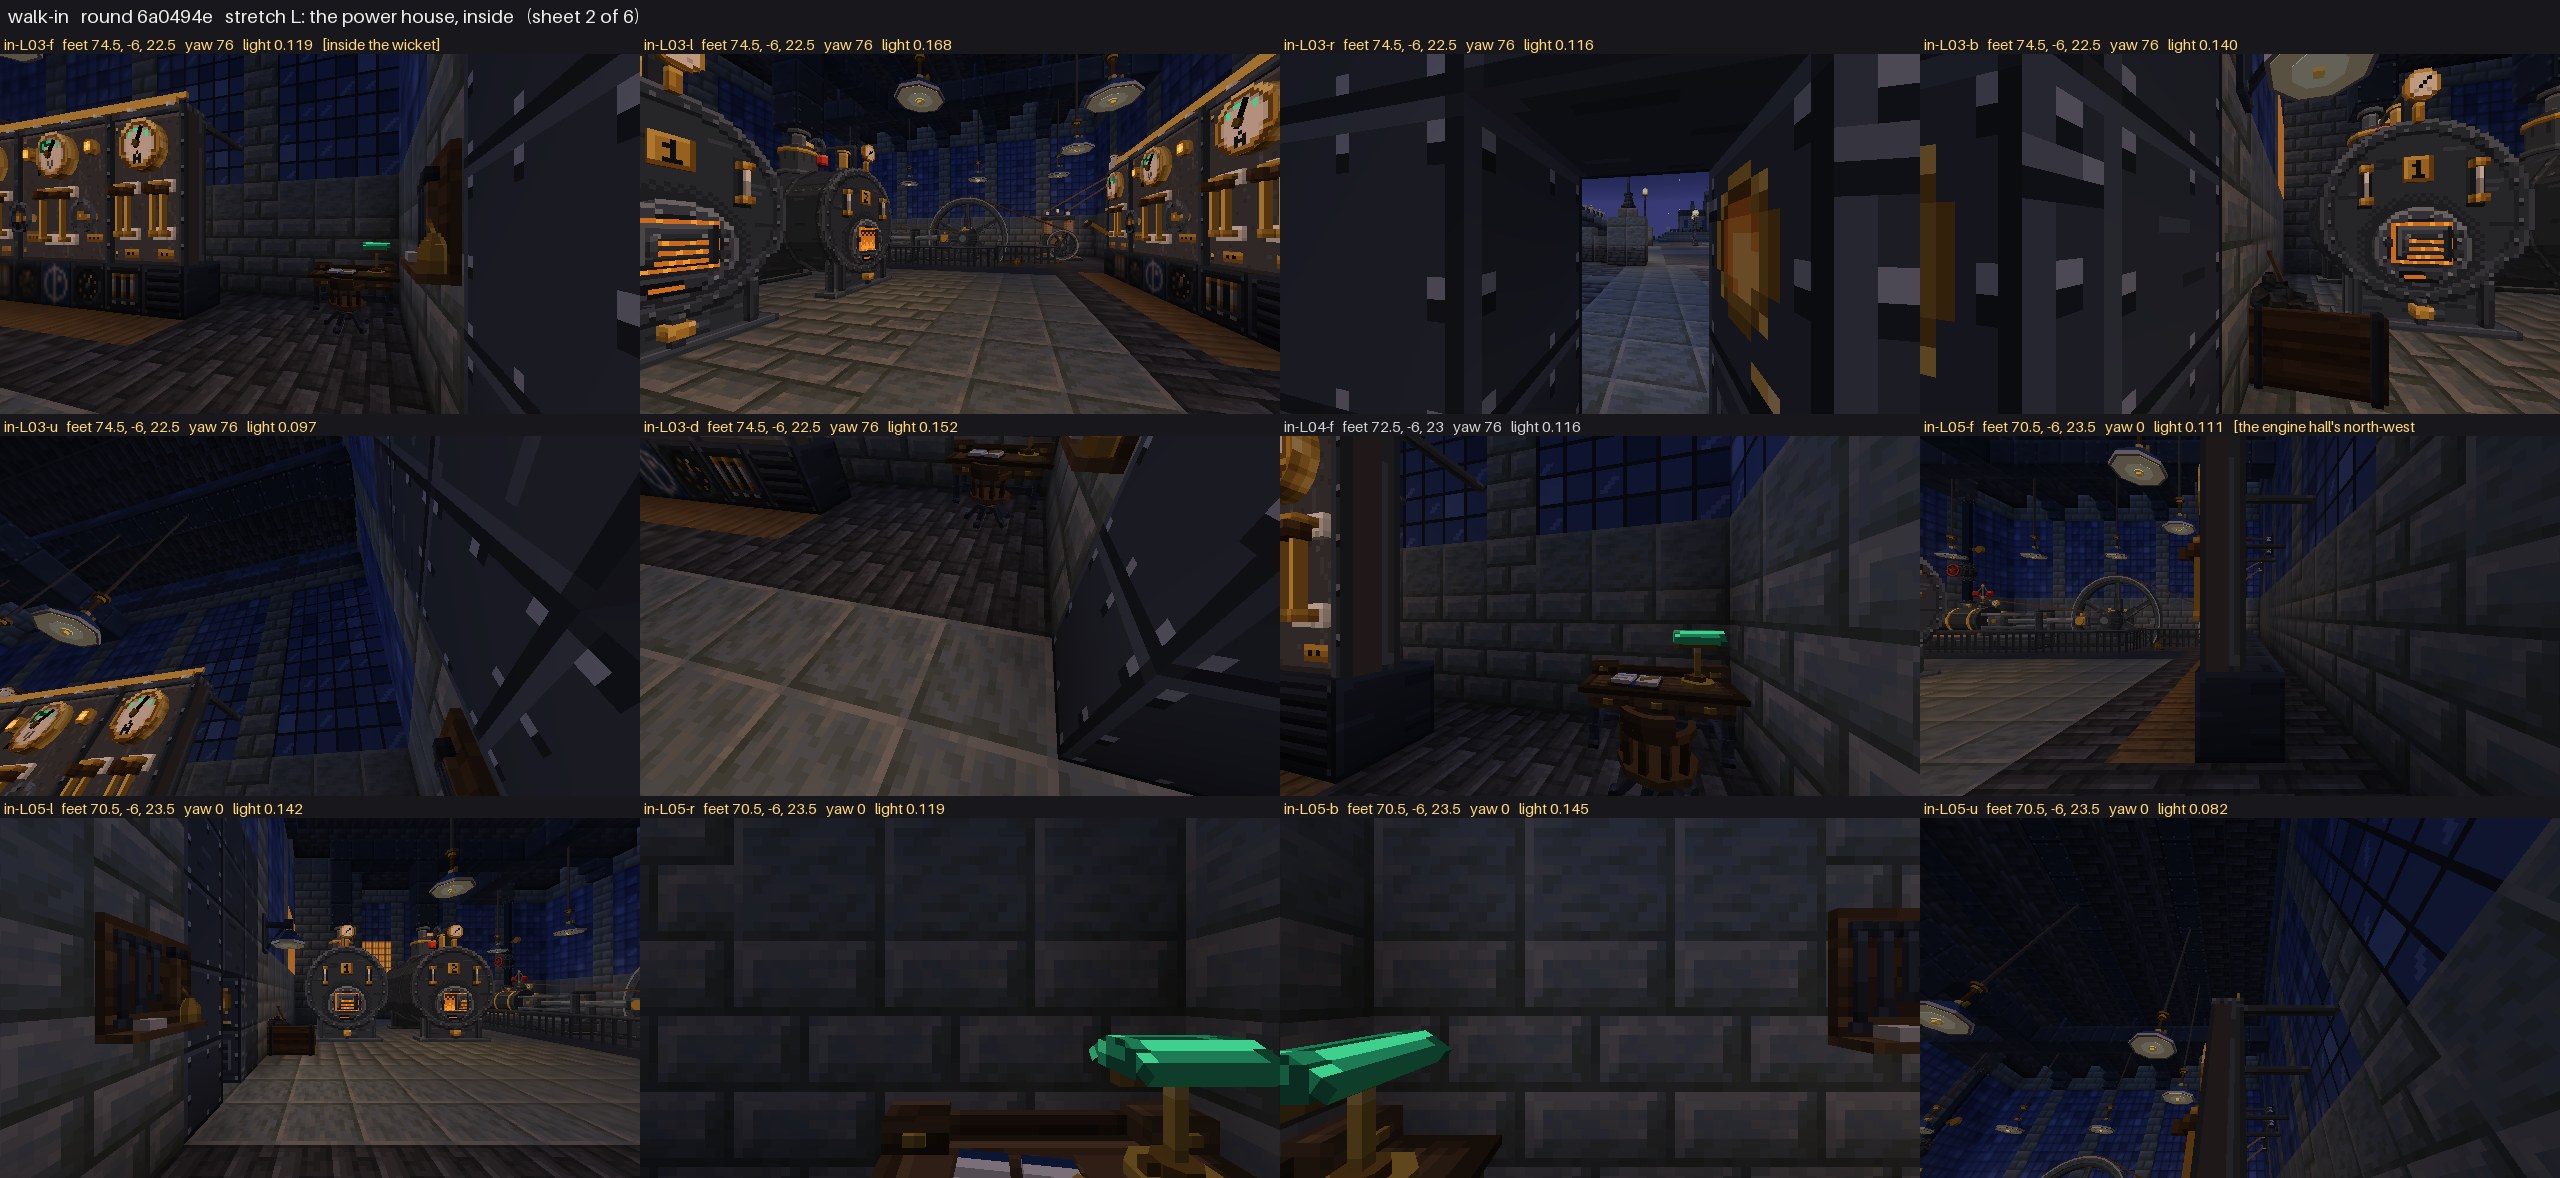 walk-in round 6a0494e stretch L: the power house, inside (sheet 2 of 6)
in-L03-f feet 74.5, -6, 22.5 yaw 76 light 0.119 [inside the wicket]
in-L03-l feet 74.5, -6, 22.5 yaw 76 light 0.168
in-L03-r feet 74.5, -6, 22.5 yaw 76 light 0.116
in-L03-b feet 74.5, -6, 22.5 yaw 76 light 0.140
H
1
2
H
1
in-L03-u feet 74.5, -6, 22.5 yaw 76 light 0.097
in-L03-d feet 74.5, -6, 22.5 yaw 76 light 0.152
in-L04-f feet 72.5, -6, 23 yaw 76 light 0.116
in-L05-f feet 70.5, -6, 23.5 yaw 0 light 0.111 [the engine hall's north-west
H
in-L05-l feet 70.5, -6, 23.5 yaw 0 light 0.142
in-L05-r feet 70.5, -6, 23.5 yaw 0 light 0.119
in-L05-b feet 70.5, -6, 23.5 yaw 0 light 0.145
in-L05-u feet 70.5, -6, 23.5 yaw 0 light 0.082
1
2